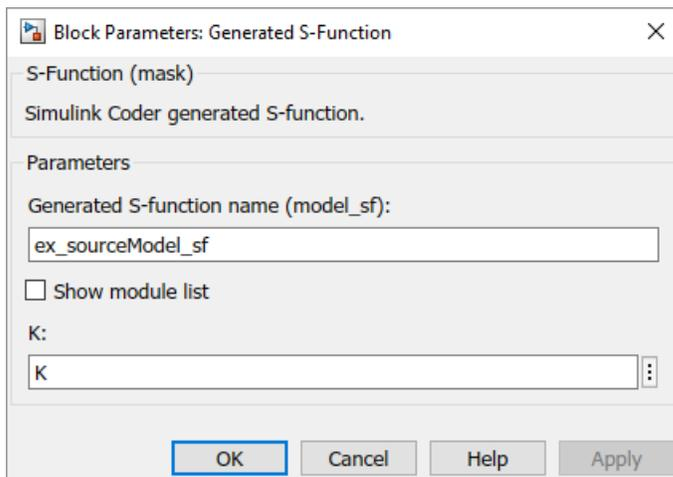 Block Parameters: Generated S-Function
S-Function (mask)
Simulink Coder generated S-function.
Parameters
Generated S-function name (model_sf):
ex_sourceModel_sf
Show module list
K:
K
OK Cancel Help Apply